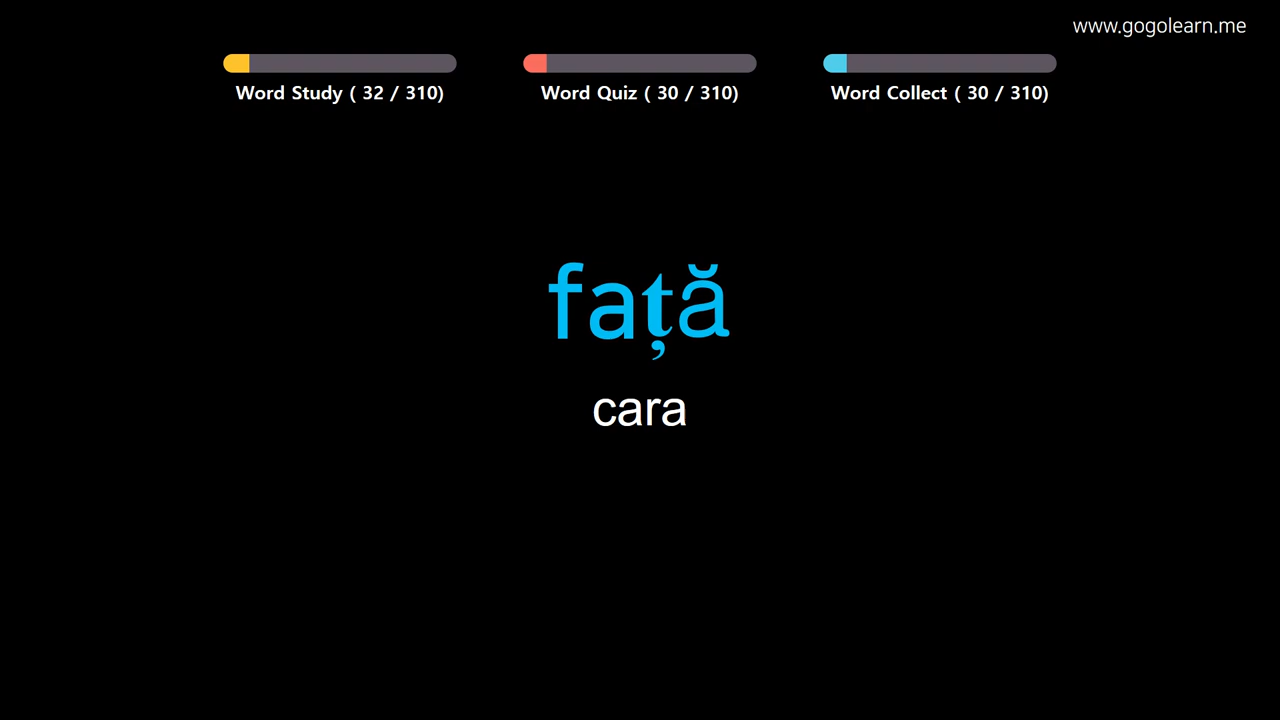 www.gogolearn.me
Word Study ( 32 / 310)
Word Quiz ( 30 / 310)
Word Collect ( 30 / 310)
față
cara